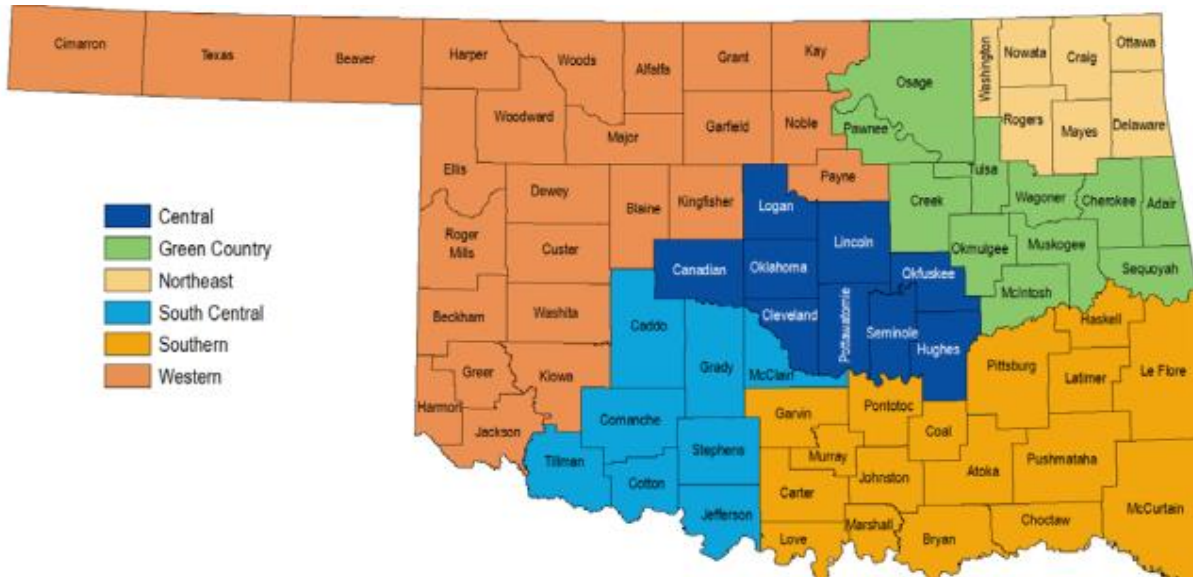 Cimarron
Texas
Beaver
Harper
Woods
Alfalfa
Grant
Kay
Osage
Washington
Nowata
Craig
Ottawa
Woodward
Major
Garfield
Noble
Pawnee
Rogers
Mayes
Delaware
Ellis
Dewey
Blaine
Kingfisher
Logan
Payne
Creek
Tulsa
Wagoner
Cherokee
Adair
Roger
Mills
Custer
Canadian
Oklahoma
Lincoln
Okfuskee
Okmulgee
Muskogee
Sequoyah
McIntosh
Central
Green Country
Northeast
South Central
Southern
Western
Beckham
Washita
Caddo
Grady
Cleveland
McClain
Pottawatomie
Seminole
Hughes
Pittsburg
Haskell
Latimer
Le Flore
Harmon
Greer
Kiowa
Jackson
Comanche
Tillman
Cotton
Stephens
Jefferson
Garvin
Pontotoc
Coal
Murray
Carter
Johnston
Atoka
Pushmataha
Love
Marshall
Bryan
Choctaw
McCurtain